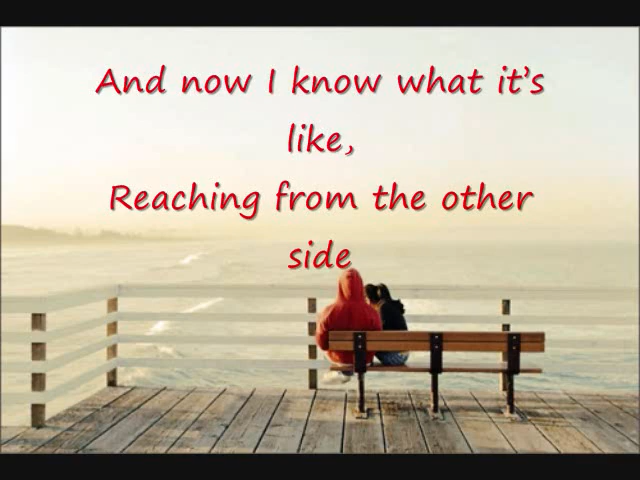 And now I know what it's
like,
Reaching from the other
side